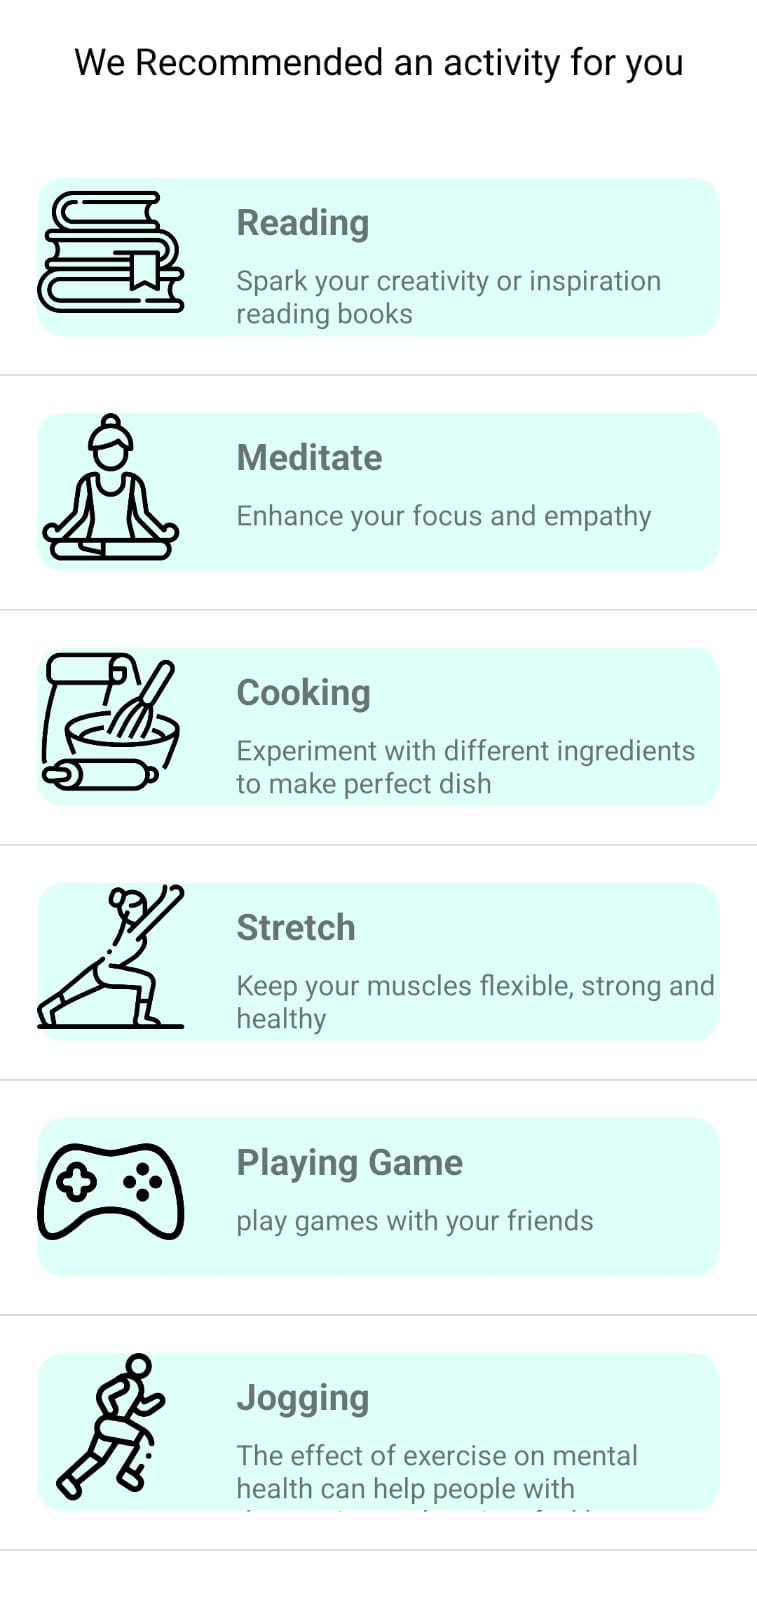 We Recommended an activity for you
Reading
Spark your creativity or inspiration
reading books
Meditate
Enhance your focus and empathy
Cooking
Experiment with different ingredients
to make perfect dish
Stretch
Keep your muscles flexible, strong and
healthy
Playing Game
play games with your friends
Jogging
The effect of exercise on mental
health can help people with